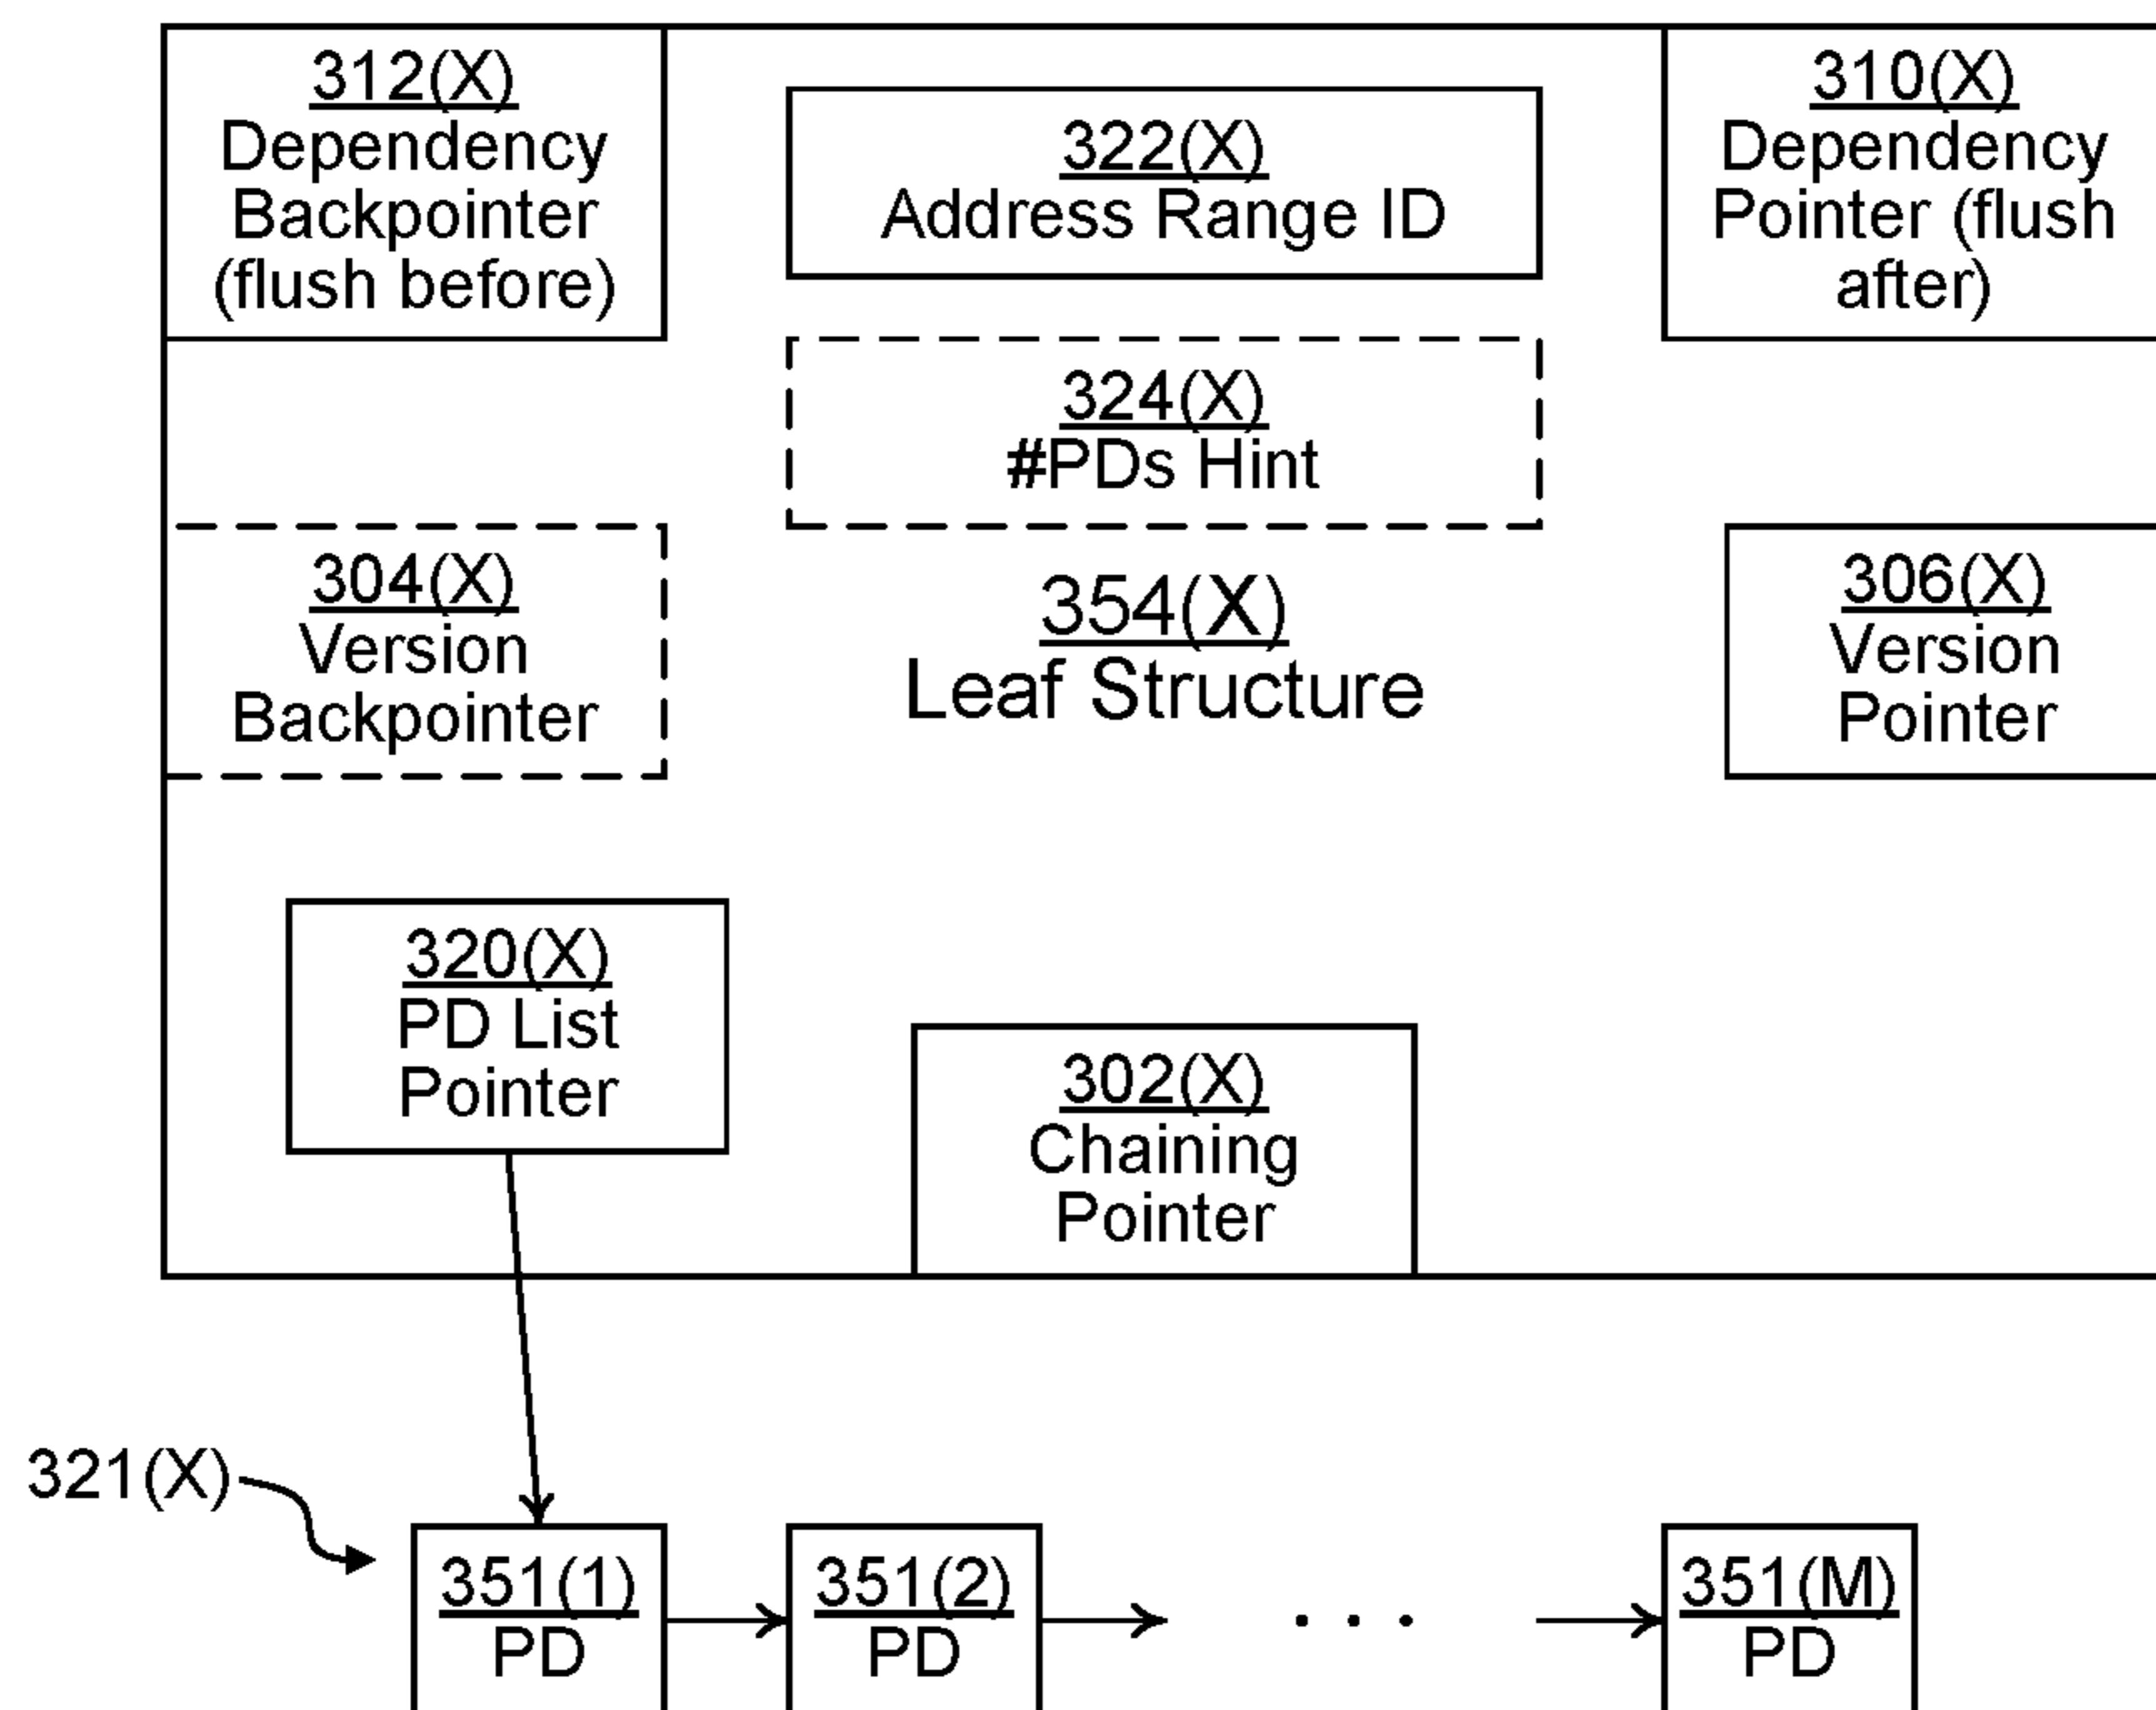 312(X)
Dependency
Backpointer
(flush before)
322(X)
Address Range ID
310(X)
Dependency
Pointer (flush
after)
324(X)
#PDs Hint
304(X)
Version
Backpointer
354(X)
Leaf Structure
306(X)
Version
Pointer
320(X)
PD List
Pointer
302(X)
Chaining
Pointer
321(X)
351(1)
PD
351(2)
PD
. . .
351(M)
PD